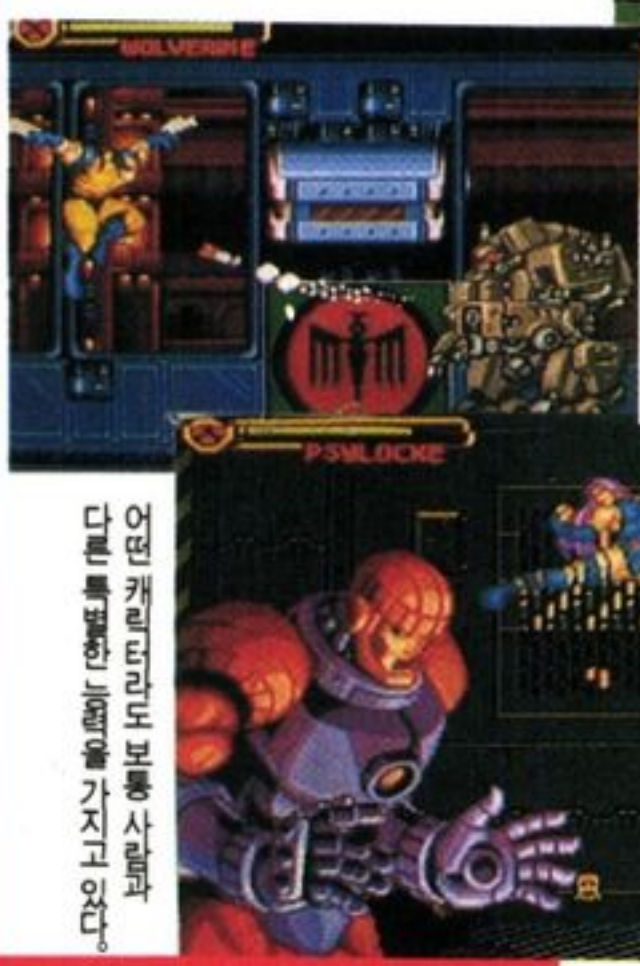 WOLVERINE
PSYLOCKE
어떤 캐릭터라도 보통 사람과
다른 특별한 능력을 가지고 있다.